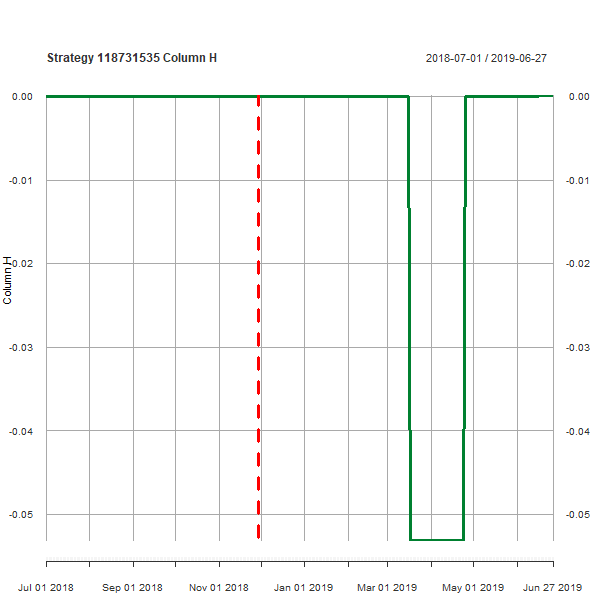 Strategy 118731535 Column H
2018-07-01 / 2019-06-27
0.00
0.00
-0.01
-0.01
-0.02
-0.02
Column H
-0.03
-0.03
-0.04
-0.04
-0.05
-0.05
Jul 01 2018
Sep 01 2018
Nov 01 2018
Jan 01 2019
Mar 01 2019
May 01 2019
Jun 27 2019